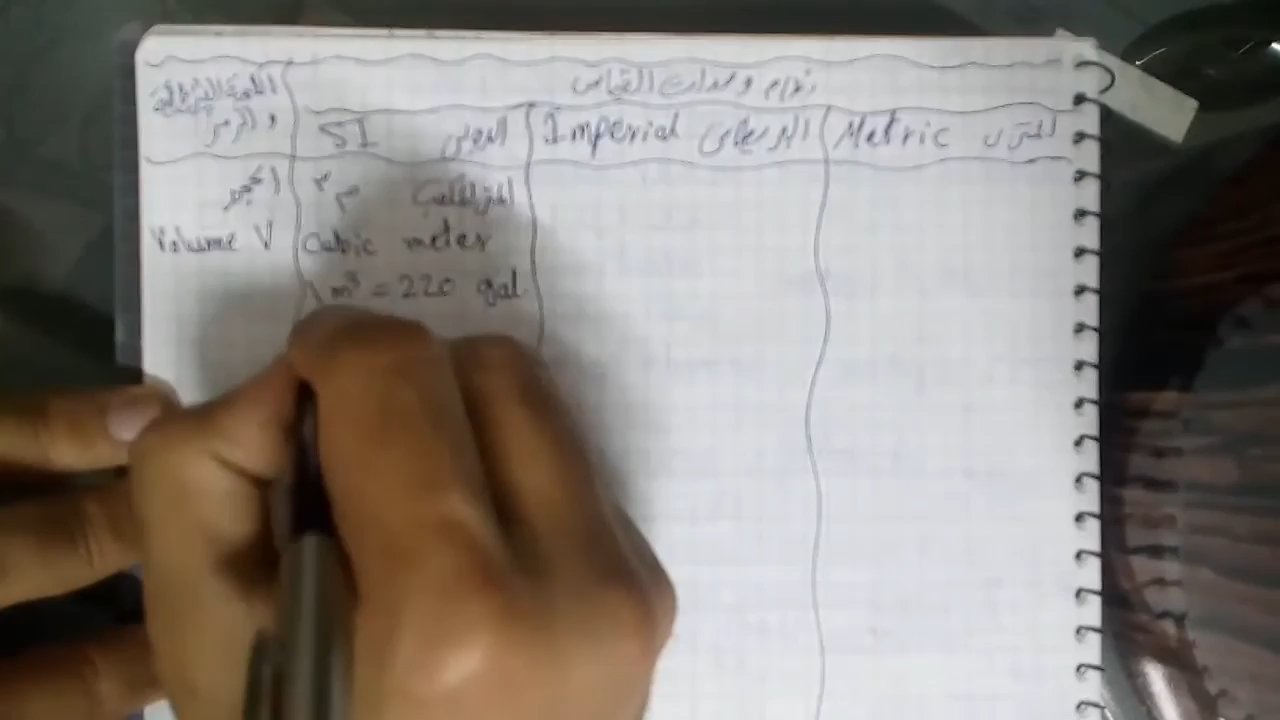 نظام وحدات القياس
الكمية الفيزيائية
والرمز
SI الدولي
Imperial البريطاني
Metric المتري
الحجم
Volume V
المتر المكعب م³
Cubic meter
1 m³ = 220 gal